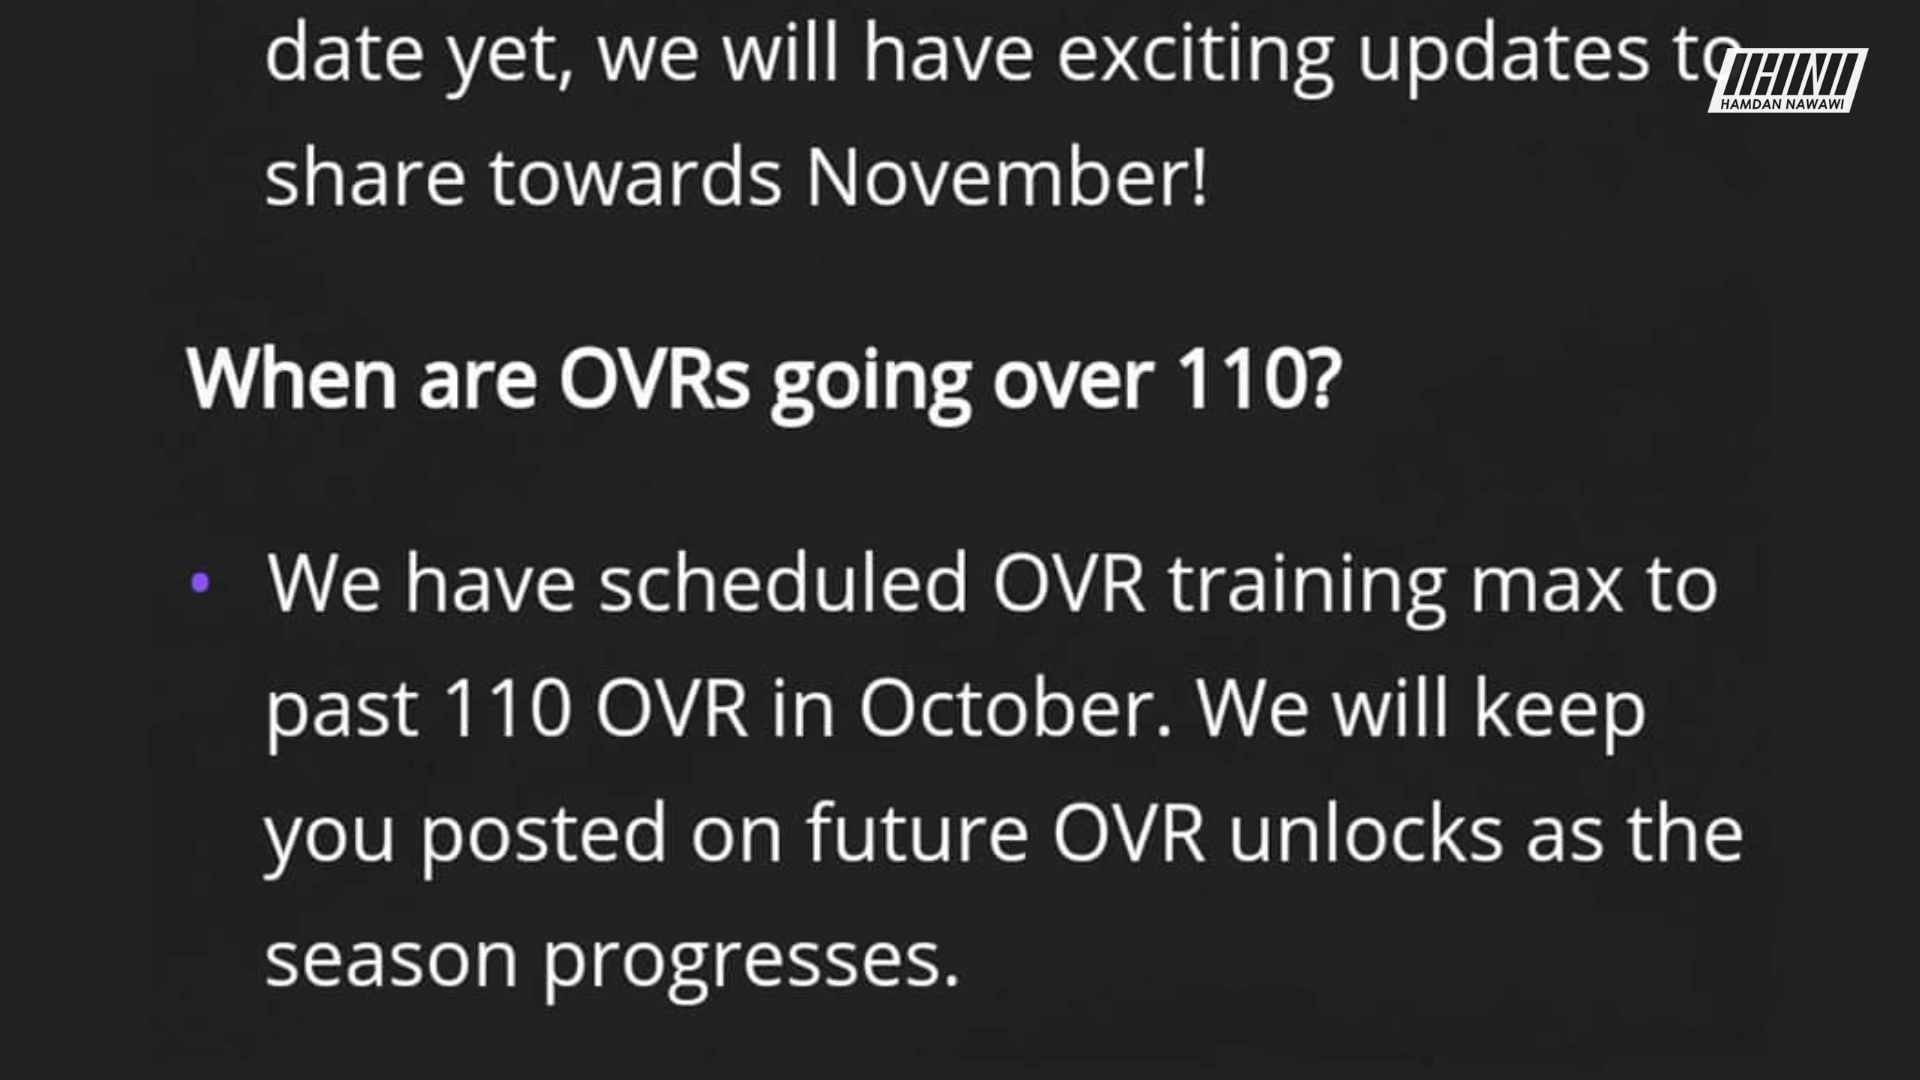 date yet, we will have exciting updates to
share towards November!
When are OVRs going over 110?
• We have scheduled OVR training max to
past 110 OVR in October. We will keep
you posted on future OVR unlocks as the
season progresses.
HAMDAN NAWAWI